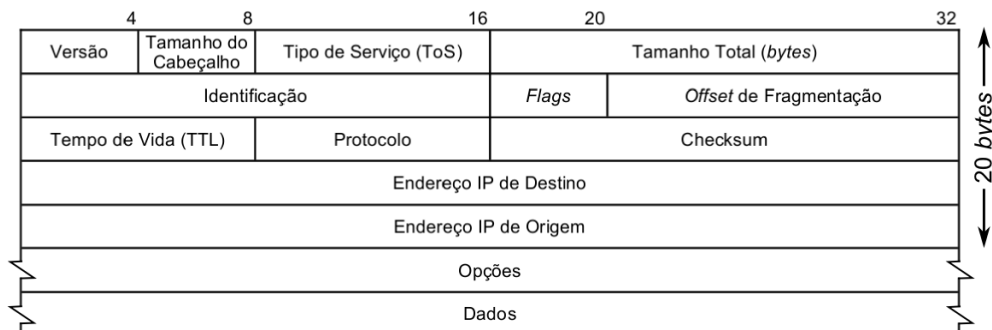 4 8 16 20 32
Versão Tamanho do Cabeçalho Tipo de Serviço (ToS) Tamanho Total (bytes)
Identificação Flags Offset de Fragmentação
Tempo de Vida (TTL) Protocolo Checksum
Endereço IP de Destino
Endereço IP de Origem
Opções
Dados
20 bytes